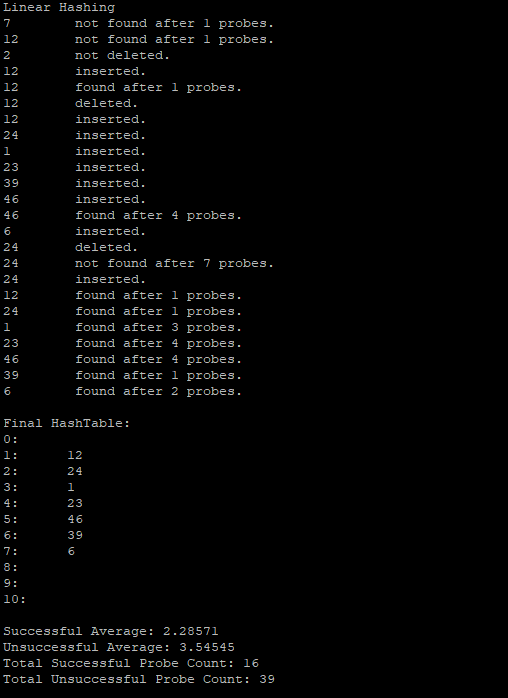 Linear Hashing
7 not found after 1 probes.
12 not found after 1 probes.
2 not deleted.
12 inserted.
12 found after 1 probes.
12 deleted.
12 inserted.
24 inserted.
1 inserted.
23 inserted.
39 inserted.
46 inserted.
46 found after 4 probes.
6 inserted.
24 deleted.
24 not found after 7 probes.
24 inserted.
12 found after 1 probes.
24 found after 1 probes.
1 found after 3 probes.
23 found after 4 probes.
46 found after 4 probes.
39 found after 1 probes.
6 found after 2 probes.
Final HashTable:
0:
1: 12
2: 24
3: 1
4: 23
5: 46
6: 39
7: 6
8:
9:
10:
Successful Average: 2.28571
Unsuccessful Average: 3.54545
Total Successful Probe Count: 16
Total Unsuccessful Probe Count: 39